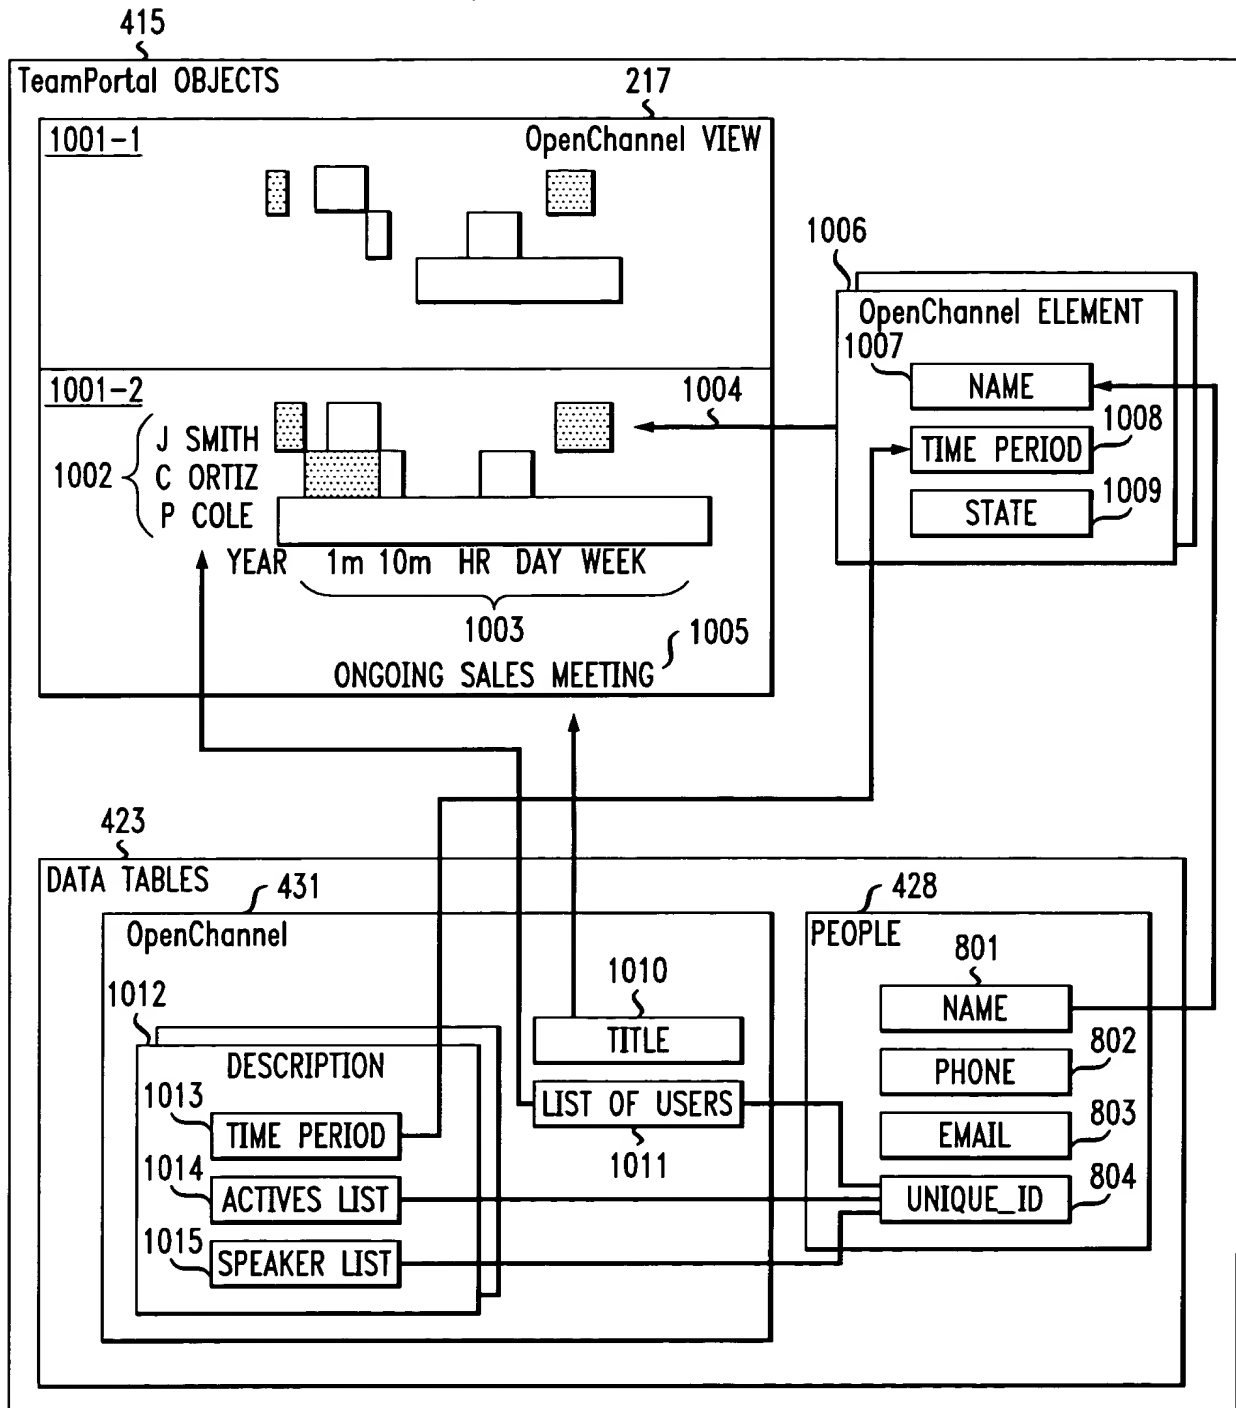 415
TeamPortal OBJECTS
217
1001-1
OpenChannel VIEW
1006
OpenChannel ELEMENT
1007
NAME
1008
TIME PERIOD
1009
STATE
1001-2
1004
1002
J SMITH
C ORTIZ
P COLE
YEAR 1m 10m HR DAY WEEK
1003
1005
ONGOING SALES MEETING
423
DATA TABLES
431
OpenChannel
428
PEOPLE
801
NAME
802
PHONE
803
EMAIL
804
UNIQUE_ID
1010
TITLE
LIST OF USERS
1011
1012
DESCRIPTION
1013
TIME PERIOD
1014
ACTIVES LIST
1015
SPEAKER LIST